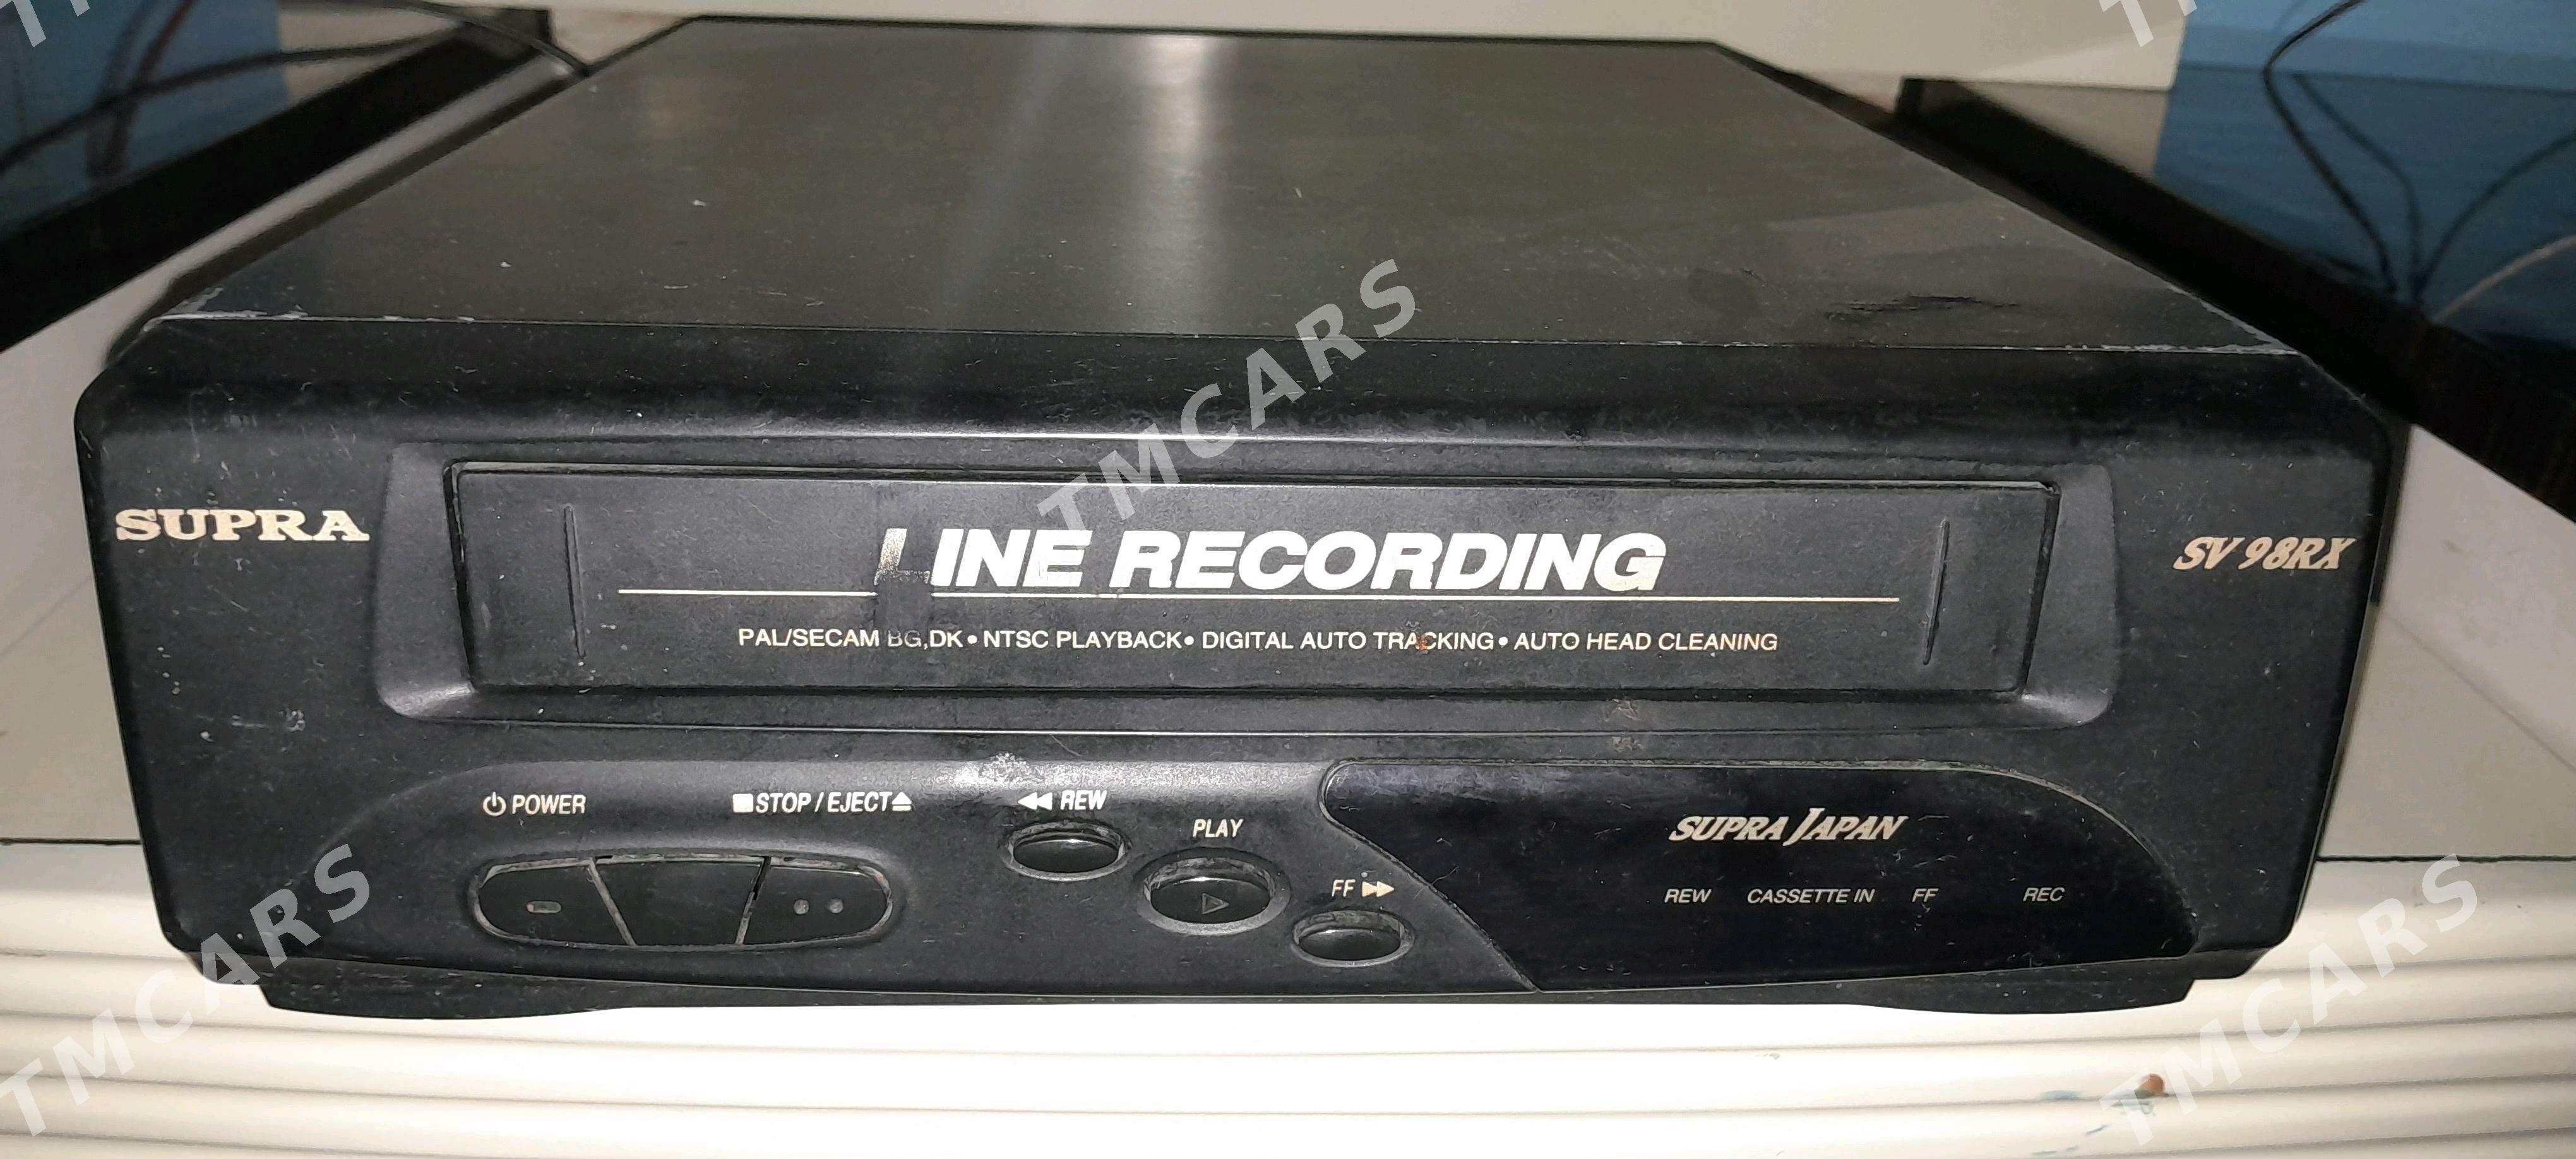 SUPRA
LINE RECORDING
SV 98RX
PAL/SECAM BG,DK • NTSC PLAYBACK • DIGITAL AUTO TRACKING • AUTO HEAD CLEANING
POWER
STOP / EJECT
REW
PLAY
FF
SUPRA JAPAN
REW CASSETTE IN FF REC
TMCARS
TMCARS
TMCARS